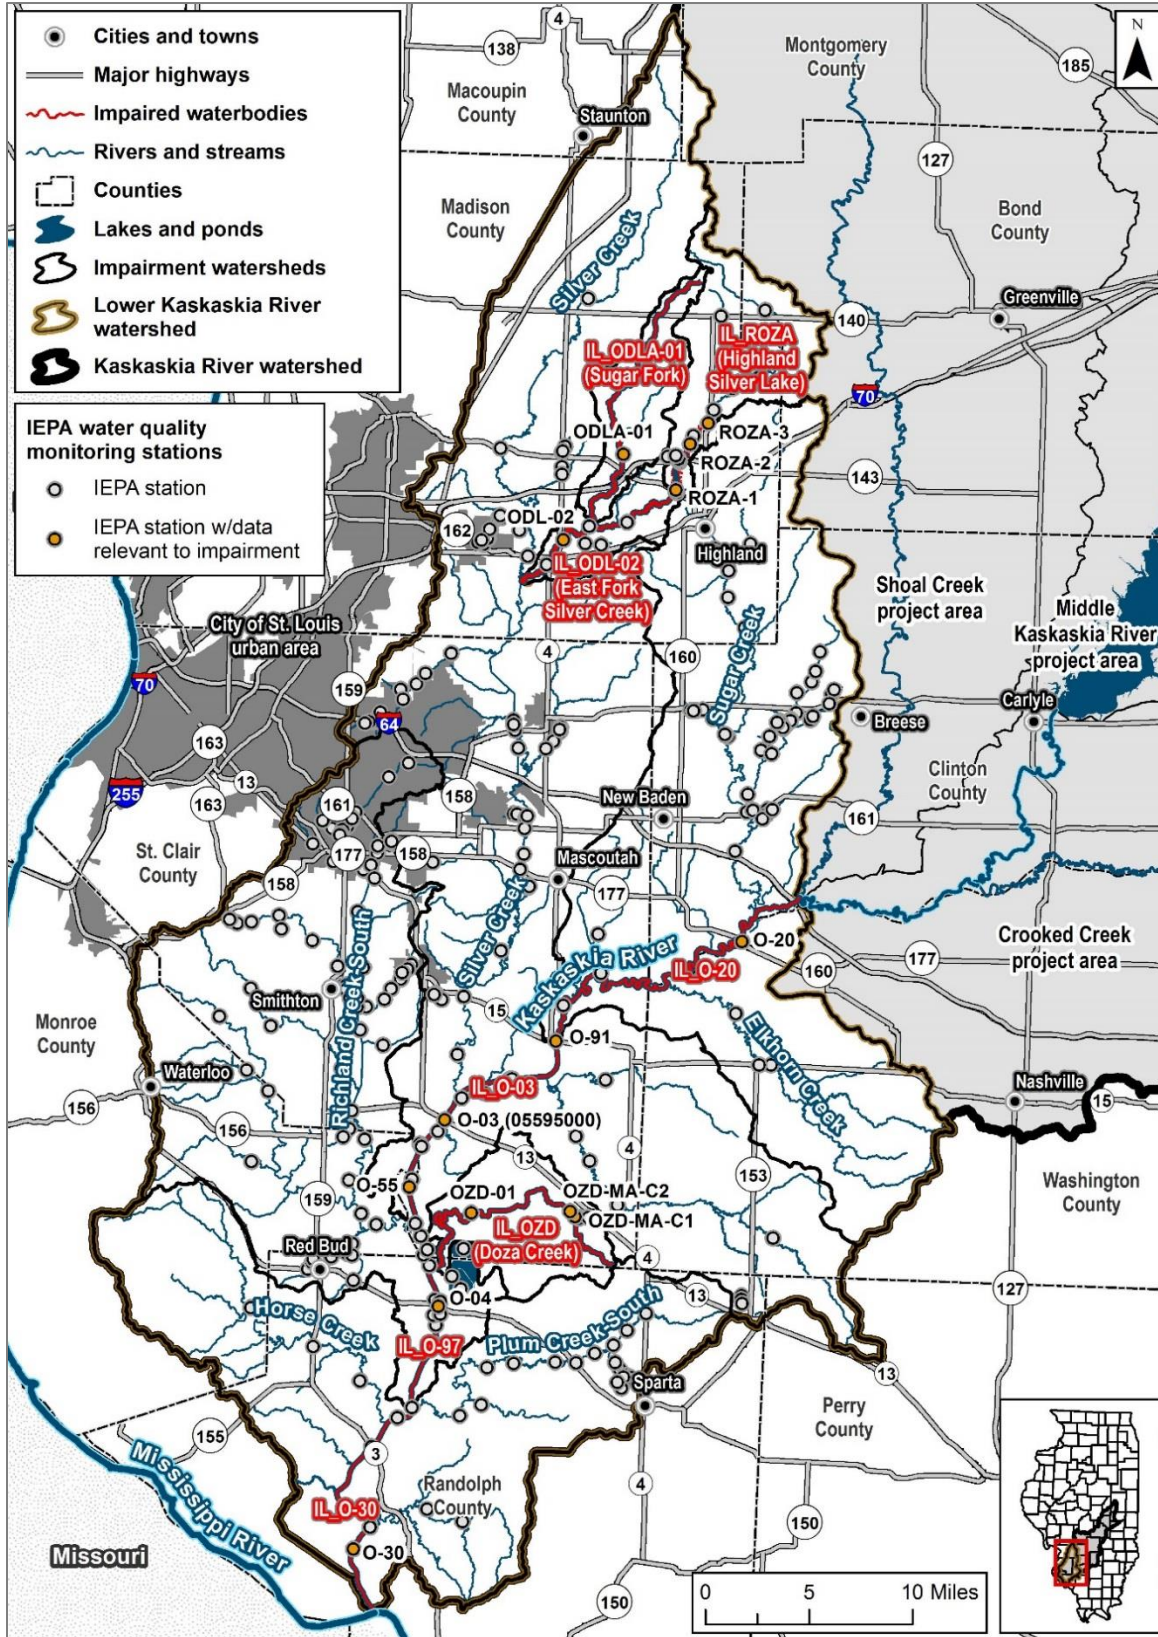 Cities and towns
Major highways
Impaired waterbodies
Rivers and streams
Counties
Lakes and ponds
Impairment watersheds
Lower Kaskaskia River
watershed
Kaskaskia River watershed
IEPA water quality
monitoring stations
IEPA station
IEPA station w/data
relevant to impairment
N
4
138
Montgomery
County
185
Macoupin
County
Staunton
127
Madison
County
Bond
County
Silver Creek
Greenville
140
IL_ODLA-01
(Sugar Fork)
IL_ROZA
(Highland
Silver Lake)
70
ODLA-01
ROZA-3
ROZA-2
143
ROZA-1
ODL-02
162
Highland
IL_ODL-02
(East Fork
Silver Creek)
Shoal Creek
project area
Middle
Kaskaskia River
project area
City of St. Louis
urban area
4
160
Sugar Creek
70
159
64
Carlyle
Breese
163
Clinton
County
255
13
163
161
158
New Baden
161
St. Clair
County
177
158
Mascoutah
158
177
Richland Creek-South
Silver Creek
Kaskaskia River
O-20
IL_O-20
160
177
Crooked Creek
project area
Smithton
15
Monroe
County
O-91
Elkhorn Creek
Waterloo
IL_O-03
Nashville
15
156
156
O-03 (05595000)
13
4
153
Washington
County
O-55
159
OZD-01
OZD-MA-C2
OZD-MA-C1
IL_OZD
(Doza Creek)
Red Bud
4
127
O-04
13
Horse Creek
IL_O-97
Plum Creek-South
13
Sparta
Perry
County
155
3
Mississippi River
Randolph
County
4
IL_O-30
150
O-30
Missouri
150
0 5 10 Miles